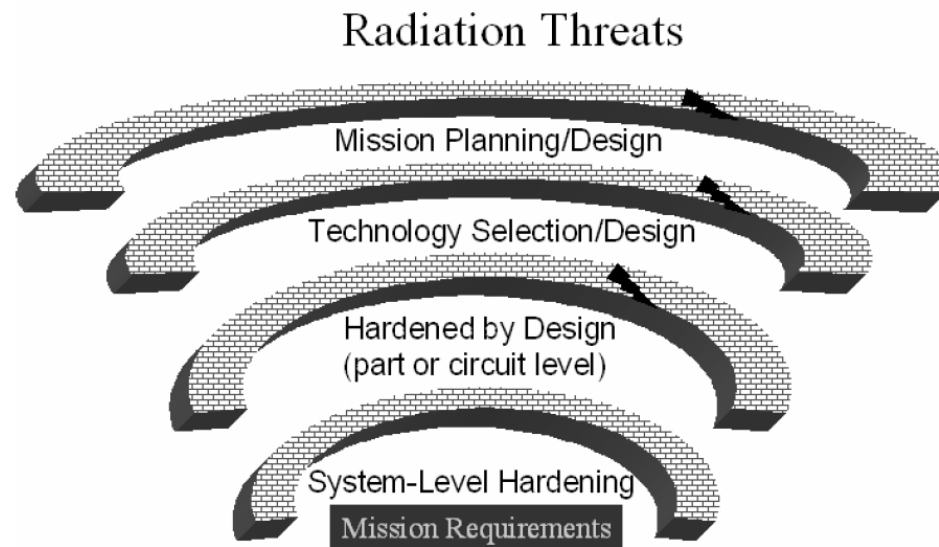 Radiation Threats
Mission Planning/Design
Technology Selection/Design
Hardened by Design
(part or circuit level)
System-Level Hardening
Mission Requirements